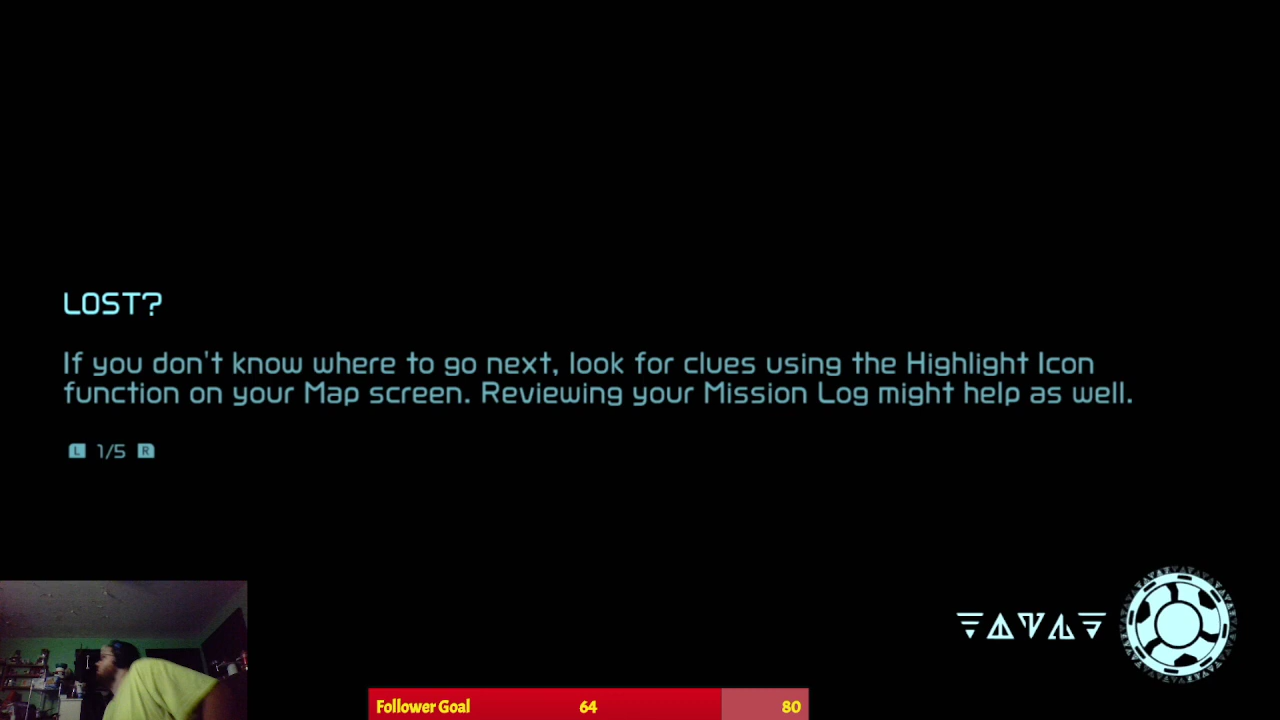 LOST?
If you don't know where to go next, look for clues using the Highlight Icon
function on your Map screen. Reviewing your Mission Log might help as well.
L 1/5 R
Follower Goal 64 80